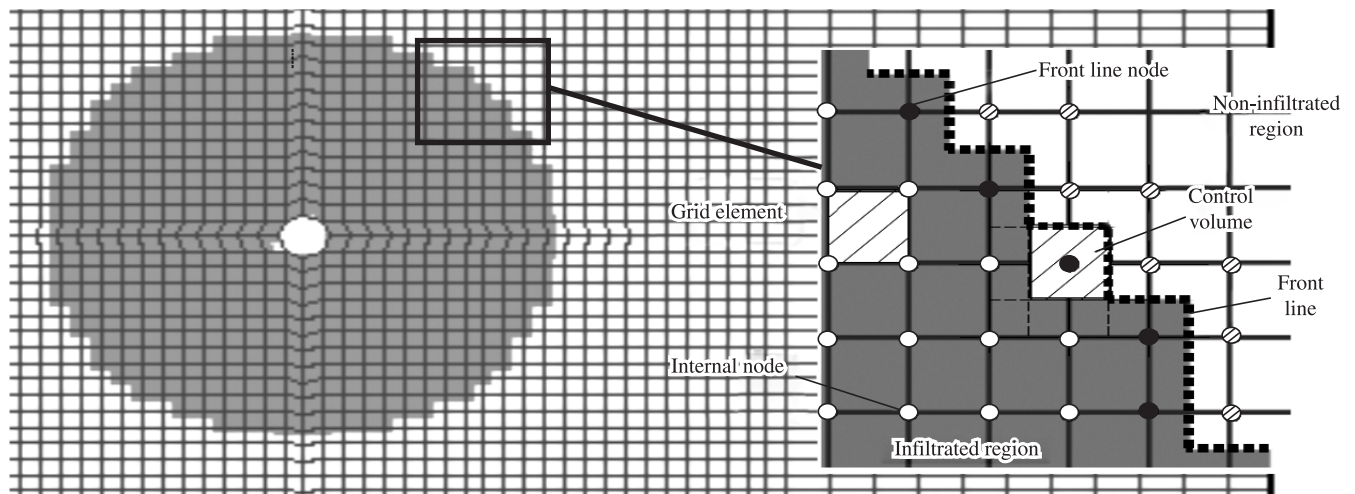 Front line node
Non-infiltrated
region
Control
volume
Grid element
Front
line
Internal node
Infiltrated region